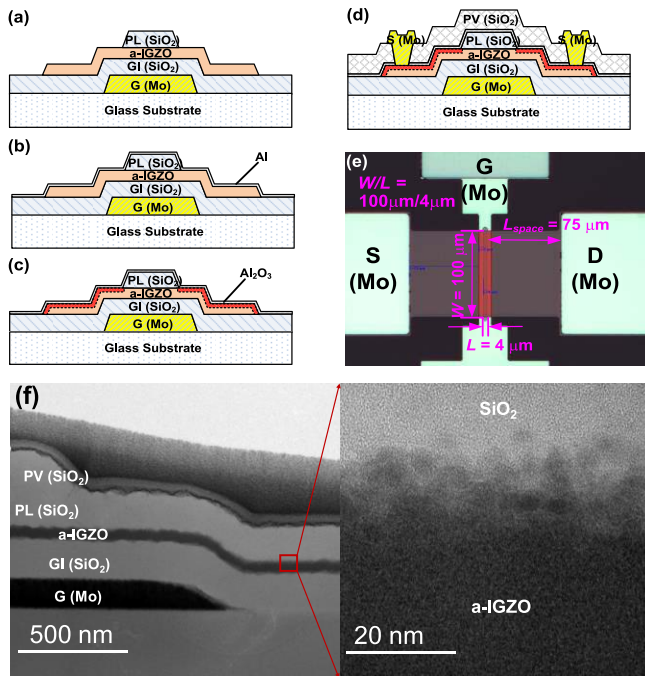 (a)
PL (SiO₂)
a-IGZO
GI (SiO₂)
G (Mo)
Glass Substrate
(b)
Al
PL (SiO₂)
a-IGZO
GI (SiO₂)
G (Mo)
Glass Substrate
(c)
Al₂O₃
PL (SiO₂)
a-IGZO
GI (SiO₂)
G (Mo)
Glass Substrate
(d)
PV (SiO₂)
S (Mo)
S (Mo)
PL (SiO₂)
a-IGZO
GI (SiO₂)
G (Mo)
Glass Substrate
(e)
G
(Mo)
W/L =
100μm/4μm
L_space = 75 μm
S
(Mo)
D
(Mo)
W = 100 μm
L = 4 μm
(f)
PV (SiO₂)
PL (SiO₂)
a-IGZO
GI (SiO₂)
G (Mo)
500 nm
SiO₂
a-IGZO
20 nm